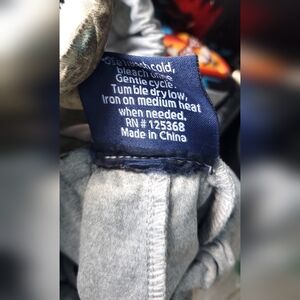 cold,
bleach
Gentle cycle.
Tumble dry low,
Iron on medium heat
when needed.
RN # 125368
Made in China